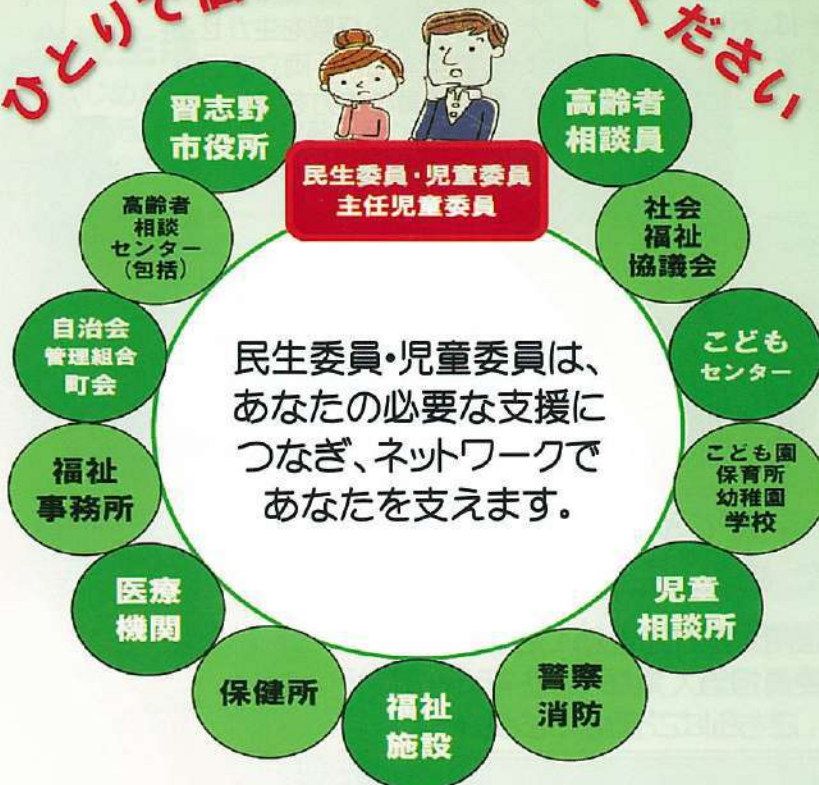 ひとりで
ください
習志野
市役所
高齢者
相談員
民生委員・児童委員
主任児童委員
高齢者
相談
センター
(包括)
社会
福祉
協議会
自治会
管理組合
町会
こども
センター
民生委員・児童委員は、
あなたの必要な支援に
つなぎ、ネットワークで
あなたを支えます。
福祉
事務所
こども園
保育所
幼稚園
学校
医療
機関
児童
相談所
保健所
警察
消防
福祉
施設